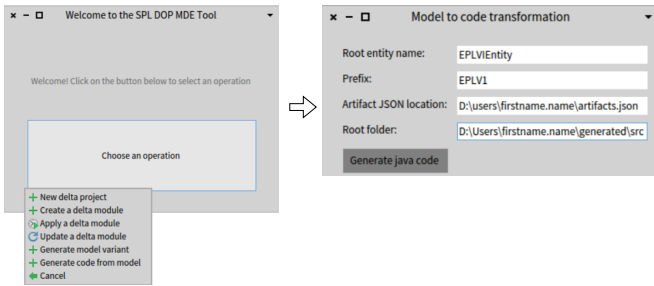 Welcome to the SPL DOP MDE Tool
Welcome! Click on the button below to select an operation
Choose an operation
New delta project
Create a delta module
Apply a delta module
Update a delta module
Generate model variant
Generate code from model
Cancel
Model to code transformation
Root entity name: EPLVIEntity
Prefix: EPLV1
Artifact JSON location: D:\users\firstname.name\artifacts.json
Root folder: D:\Users\firstname.name\generated\src
Generate java code